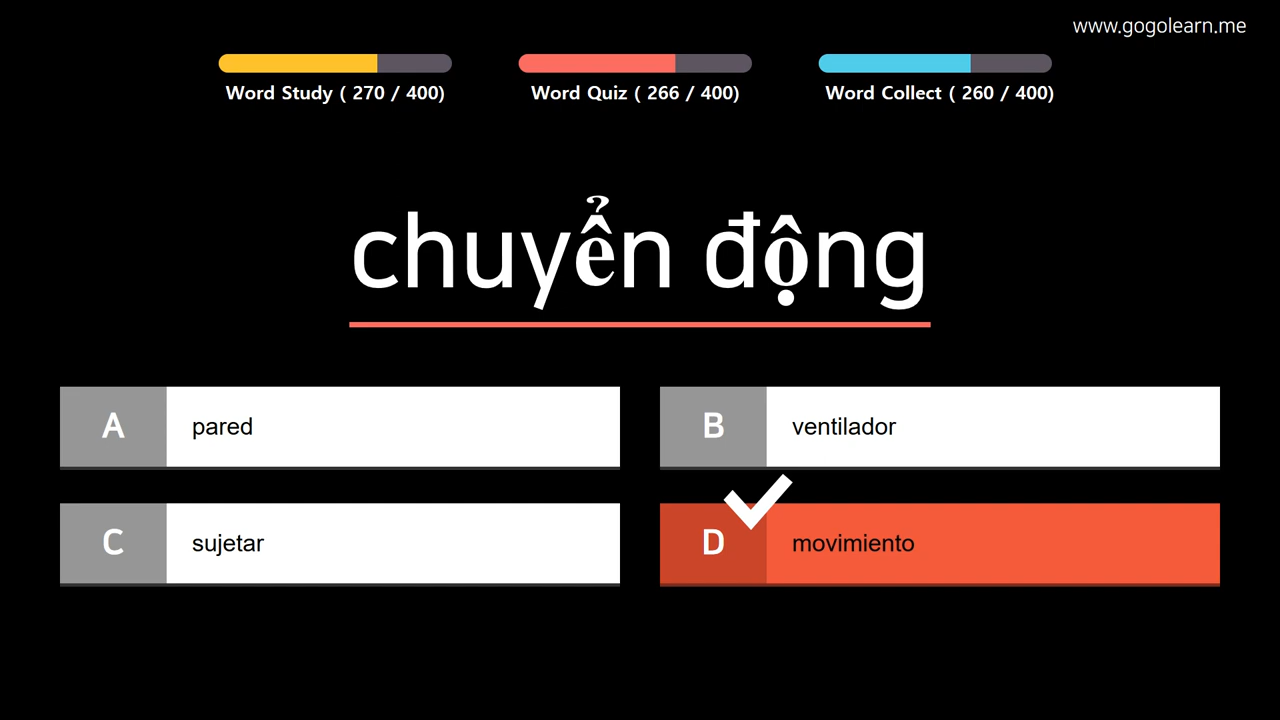 www.gogolearn.me
Word Study ( 270 / 400)
Word Quiz ( 266 / 400)
Word Collect ( 260 / 400)
chuyển động
A pared
B ventilador
C sujetar
D movimiento